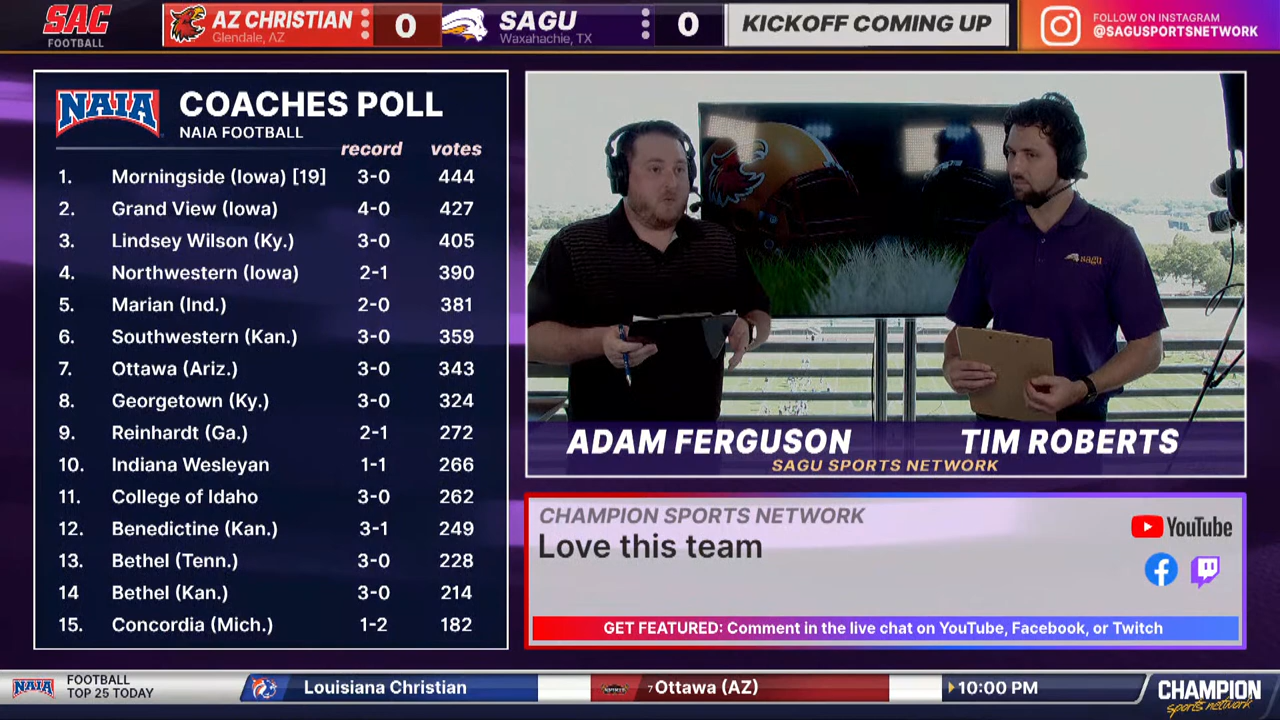 SAC
FOOTBALL
AZ CHRISTIAN
Glendale, AZ
0
SAGU
Waxahachie, TX
0
KICKOFF COMING UP
FOLLOW ON INSTAGRAM
@SAGUSPORTSNETWORK
NAIA
COACHES POLL
NAIA FOOTBALL
record votes
1. Morningside (Iowa) [19] 3-0 444
2. Grand View (Iowa) 4-0 427
3. Lindsey Wilson (Ky.) 3-0 405
4. Northwestern (Iowa) 2-1 390
5. Marian (Ind.) 2-0 381
6. Southwestern (Kan.) 3-0 359
7. Ottawa (Ariz.) 3-0 343
8. Georgetown (Ky.) 3-0 324
9. Reinhardt (Ga.) 2-1 272
10. Indiana Wesleyan 1-1 266
11. College of Idaho 3-0 262
12. Benedictine (Kan.) 3-1 249
13. Bethel (Tenn.) 3-0 228
14 Bethel (Kan.) 3-0 214
15. Concordia (Mich.) 1-2 182
sagu
ADAM FERGUSON TIM ROBERTS
SAGU SPORTS NETWORK
CHAMPION SPORTS NETWORK
Love this team
YouTube
GET FEATURED: Comment in the live chat on YouTube, Facebook, or Twitch
NAIA
FOOTBALL
TOP 25 TODAY
Louisiana Christian
7 Ottawa (AZ)
10:00 PM
CHAMPION
sports network